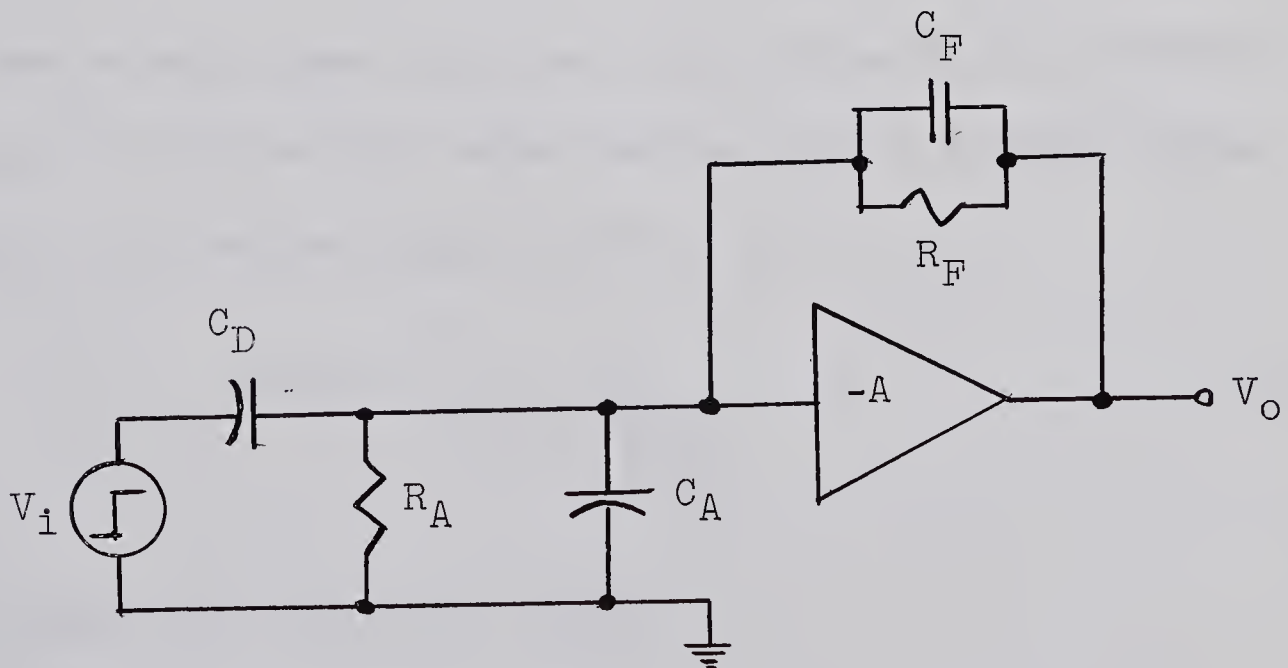 C_F
R_F
C_D
-A
V_o
V_i
R_A
C_A